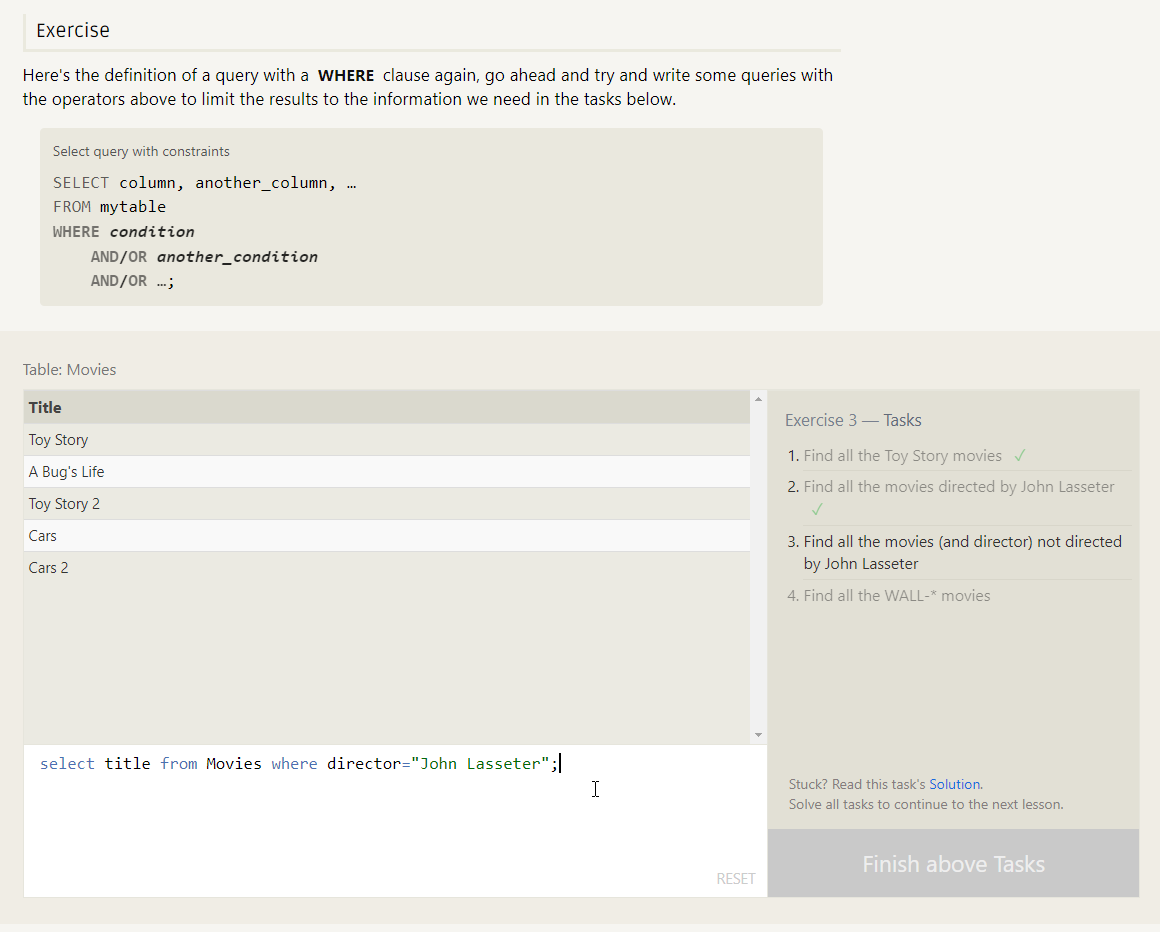 Exercise
Here's the definition of a query with a WHERE clause again, go ahead and try and write some queries with
the operators above to limit the results to the information we need in the tasks below.
Select query with constraints
SELECT column, another_column, …
FROM mytable
WHERE condition
AND/OR another_condition
AND/OR …;
Table: Movies
Title
Toy Story
A Bug's Life
Toy Story 2
Cars
Cars 2
select title from Movies where director="John Lasseter";
RESET
Exercise 3 — Tasks
1. Find all the Toy Story movies ✓
2. Find all the movies directed by John Lasseter
✓
3. Find all the movies (and director) not directed
by John Lasseter
4. Find all the WALL-* movies
Stuck? Read this task's Solution.
Solve all tasks to continue to the next lesson.
Finish above Tasks